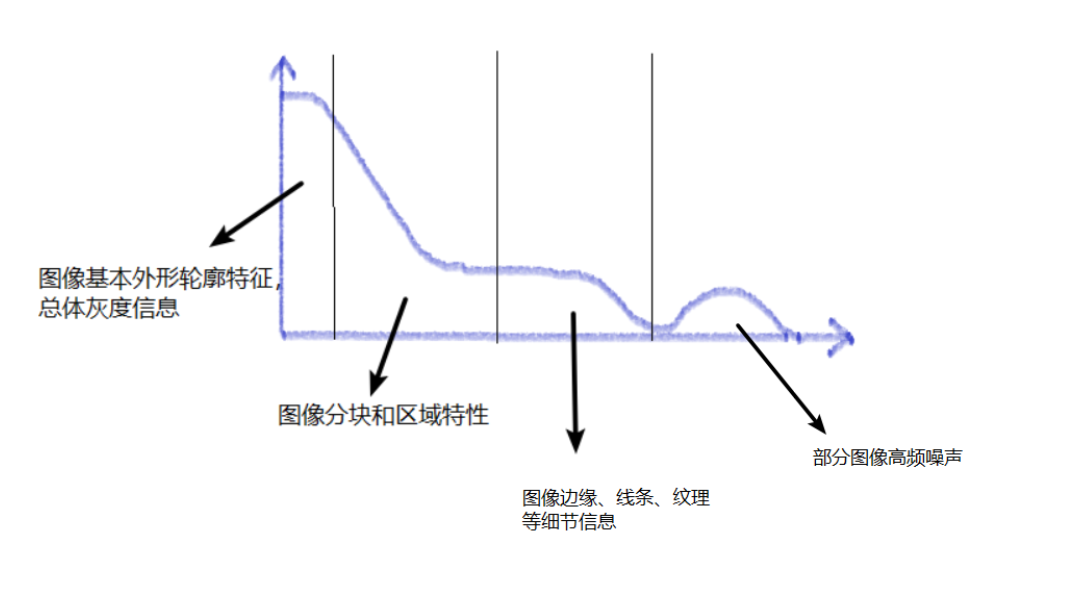 图像基本外形轮廓特征，
总体灰度信息
图像分块和区域特性
图像边缘、线条、纹理
等细节信息
部分图像高频噪声